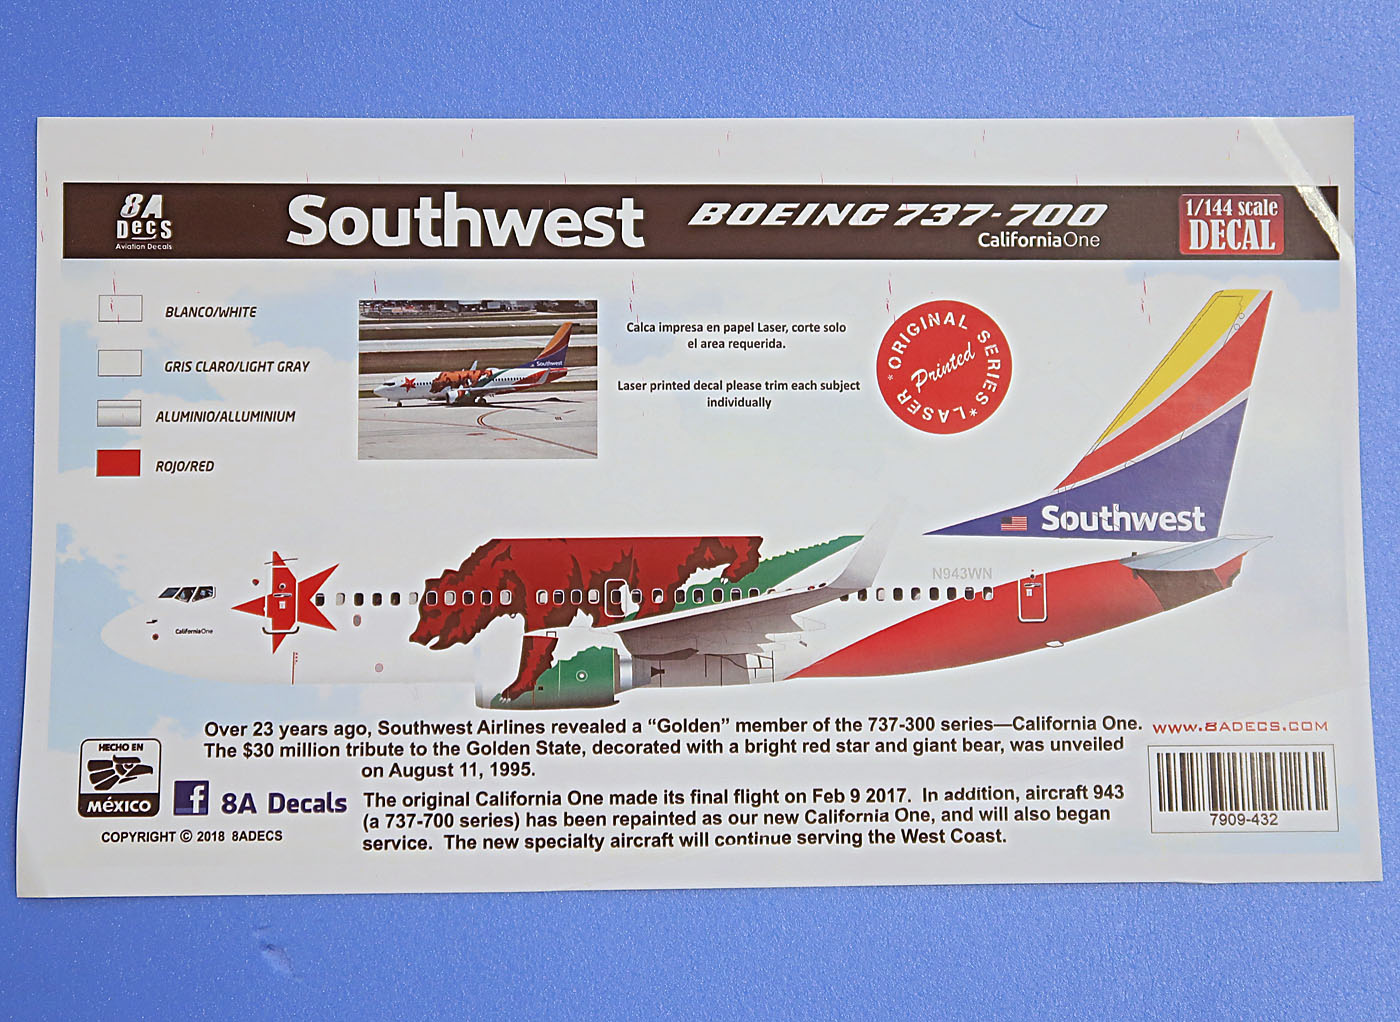 8A
Decs
Aviation Decals
Southwest
BOEING 737-700
CaliforniaOne
1/144 scale
DECAL
BLANCO/WHITE
GRIS CLARO/LIGHT GRAY
ALUMINIO/ALLUMINIUM
ROJO/RED
Southwest
Calca impresa en papel Laser, corte solo
el area requerida.
Laser printed decal please trim each subject
individually
*ORIGINAL SERIES*LASER
Printed
Southwest
N943WN
CaliforniaOne
Over 23 years ago, Southwest Airlines revealed a “Golden” member of the 737-300 series—California One.
The $30 million tribute to the Golden State, decorated with a bright red star and giant bear, was unveiled
on August 11, 1995.
The original California One made its final flight on Feb 9 2017. In addition, aircraft 943
(a 737-700 series) has been repainted as our new California One, and will also began
service. The new specialty aircraft will continue serving the West Coast.
HECHO EN
MÉXICO
f 8A Decals
COPYRIGHT © 2018 8ADECS
www.8ADECS.COM
7909-432